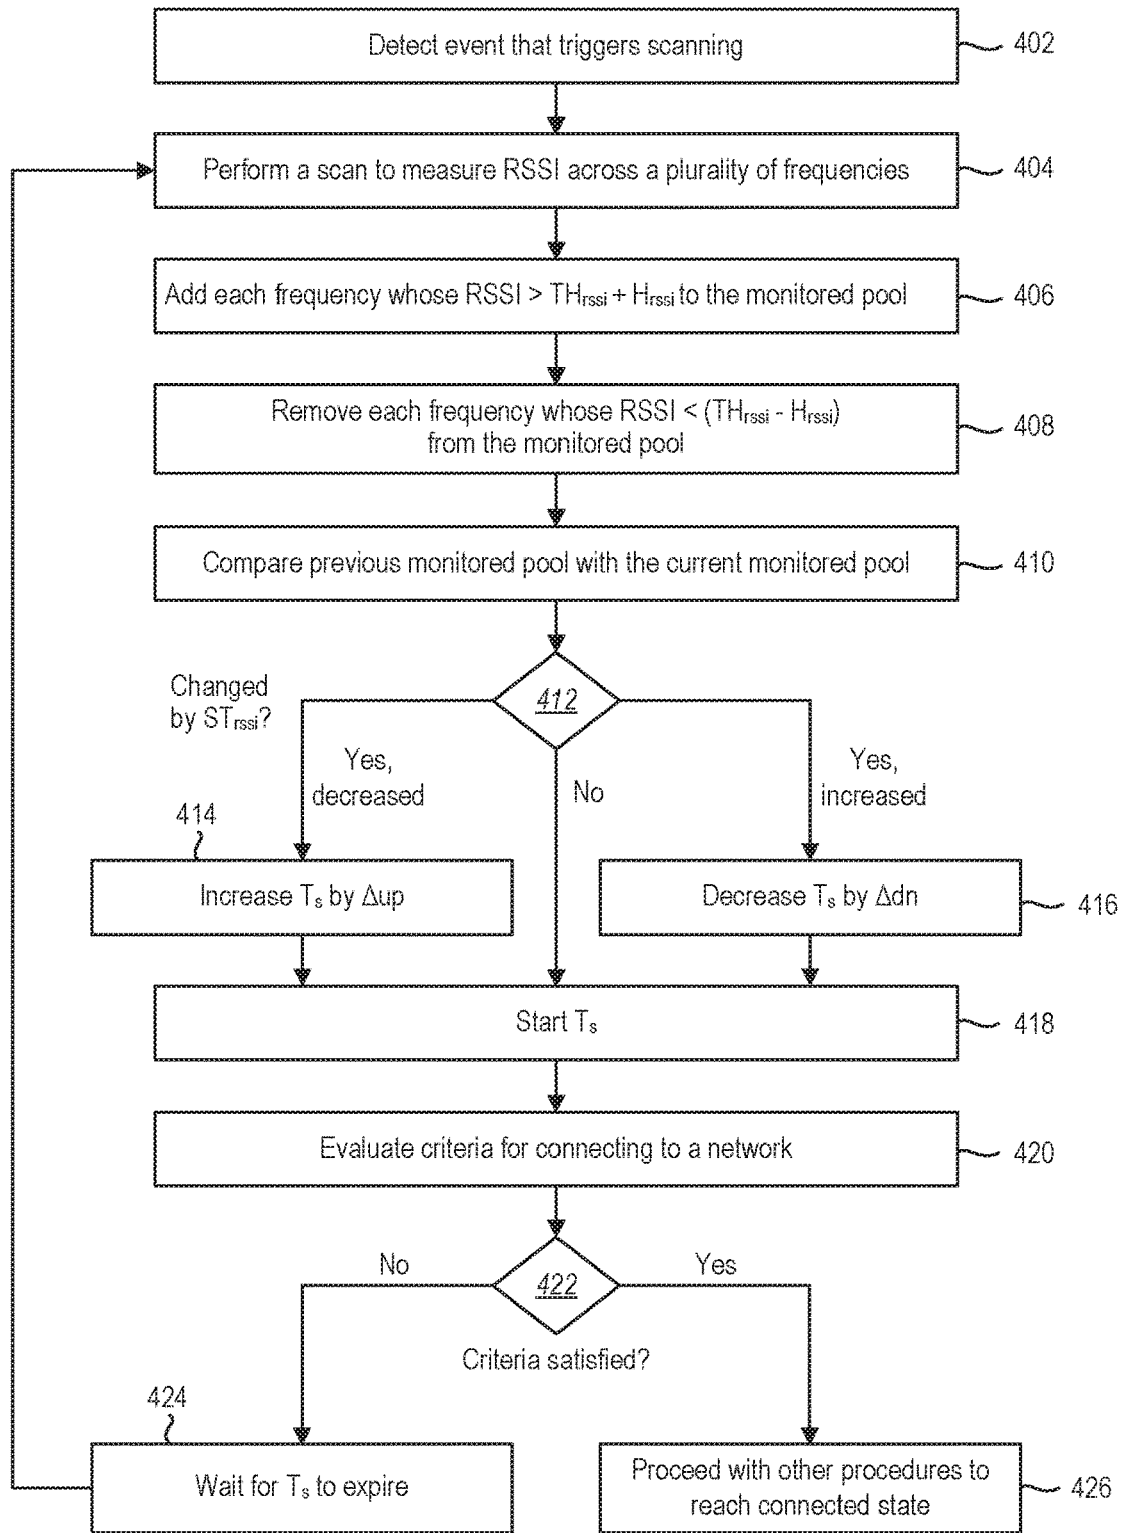 Detect event that triggers scanning
402
Perform a scan to measure RSSI across a plurality of frequencies
404
Add each frequency whose RSSI > THrssi + Hrssi to the monitored pool
406
Remove each frequency whose RSSI < (THrssi - Hrssi)
from the monitored pool
408
Compare previous monitored pool with the current monitored pool
410
412
Changed
by STrssi?
Yes,
decreased
No
Yes,
increased
414
Increase Ts by Δup
Decrease Ts by Δdn
416
Start Ts
418
Evaluate criteria for connecting to a network
420
No
422
Yes
Criteria satisfied?
424
Wait for Ts to expire
Proceed with other procedures to
reach connected state
426